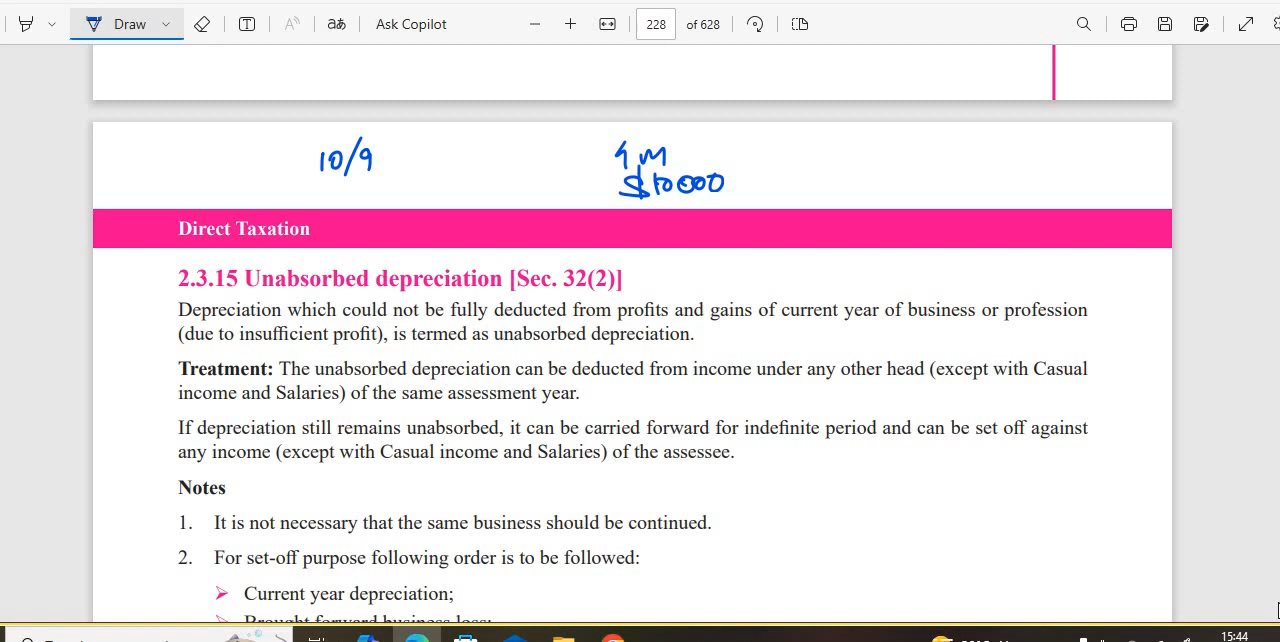 Draw
Ask Copilot
228 of 628
10/9
4 M
$10000
Direct Taxation
2.3.15 Unabsorbed depreciation [Sec. 32(2)]
Depreciation which could not be fully deducted from profits and gains of current year of business or profession
(due to insufficient profit), is termed as unabsorbed depreciation.
Treatment: The unabsorbed depreciation can be deducted from income under any other head (except with Casual
income and Salaries) of the same assessment year.
If depreciation still remains unabsorbed, it can be carried forward for indefinite period and can be set off against
any income (except with Casual income and Salaries) of the assessee.
Notes
1. It is not necessary that the same business should be continued.
2. For set-off purpose following order is to be followed:
➢ Current year depreciation;
➢ Brought forward business loss;
15:44